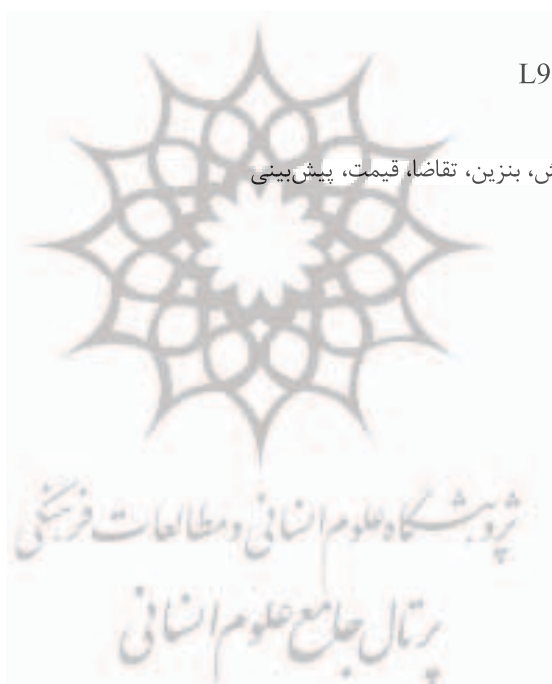 L9
ش، بنزین، تقاضا، قیمت، پیش‌بینی
پژوهشگاه علوم انسانی و مطالعات فرهنگی
پرتال جامع علوم انسانی